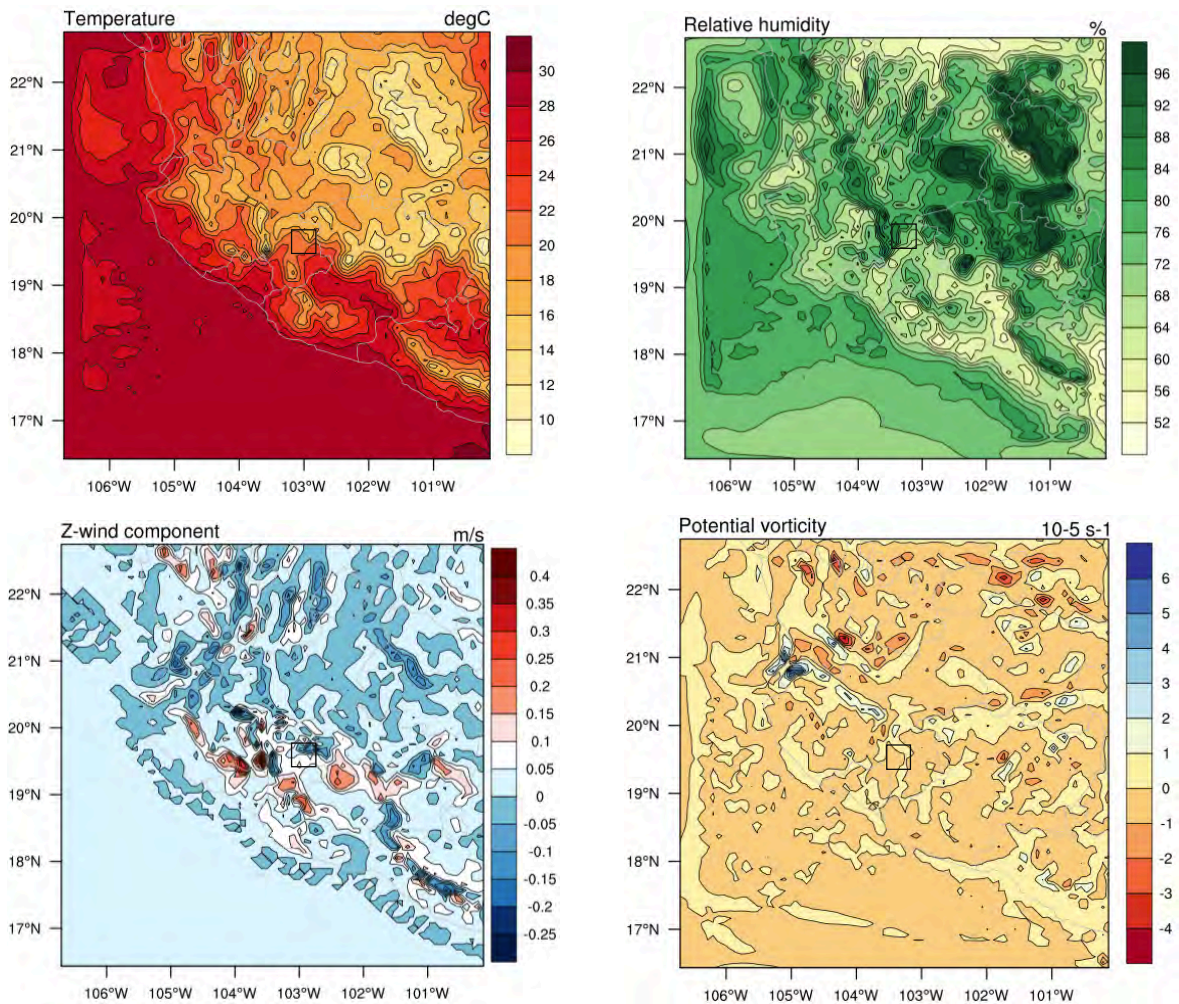 Temperature degC
22°N
21°N
20°N
19°N
18°N
17°N
106°W 105°W 104°W 103°W 102°W 101°W
30
28
26
24
22
20
18
16
14
12
10
Relative humidity %
22°N
21°N
20°N
19°N
18°N
17°N
106°W 105°W 104°W 103°W 102°W 101°W
96
92
88
84
80
76
72
68
64
60
56
52
Z-wind component m/s
22°N
21°N
20°N
19°N
18°N
17°N
106°W 105°W 104°W 103°W 102°W 101°W
0.4
0.35
0.3
0.25
0.2
0.15
0.1
0.05
0
-0.05
-0.1
-0.15
-0.2
-0.25
Potential vorticity 10-5 s-1
22°N
21°N
20°N
19°N
18°N
17°N
106°W 105°W 104°W 103°W 102°W 101°W
6
5
4
3
2
1
0
-1
-2
-3
-4